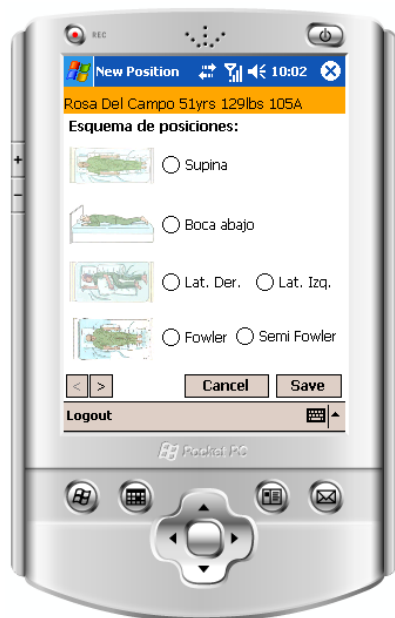 REC
New Position 10:02
Rosa Del Campo 51yrs 129lbs 105A
Esquema de posiciones:
Supina
Boca abajo
Lat. Der. Lat. Izq.
Fowler Semi Fowler
< > Cancel Save
Logout
Pocket PC
+
−